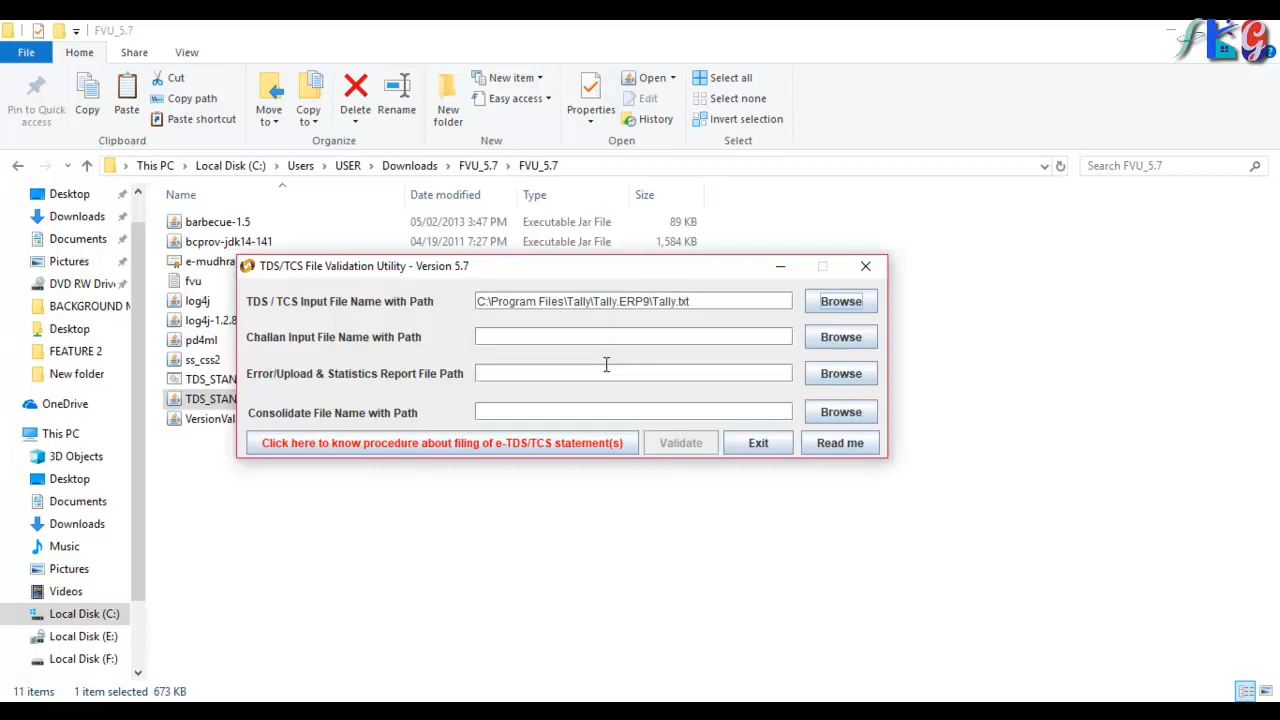 FVU_5.7
File Home Share View
Pin to Quick access
Copy
Paste
Cut
Copy path
Paste shortcut
Clipboard
Move to
Copy to
Delete
Rename
Organize
New folder
New item
Easy access
New
Properties
Open
Edit
History
Open
Select all
Select none
Invert selection
Select
This PC Local Disk (C:) Users USER Downloads FVU_5.7 FVU_5.7
Search FVU_5.7
Desktop
Downloads
Documents
Pictures
DVD RW Driv
BACKGROUND M
Desktop
FEATURE 2
New folder
OneDrive
This PC
3D Objects
Desktop
Documents
Downloads
Music
Pictures
Videos
Local Disk (C:)
Local Disk (E:)
Local Disk (F:)
Name Date modified Type Size
barbecue-1.5 05/02/2013 3:47 PM Executable Jar File 89 KB
bcprov-jdk14-141 04/19/2011 7:27 PM Executable Jar File 1,584 KB
e-mudhra
fvu
log4j
log4j-1.2.8
pd4ml
ss_css2
TDS_STAN
TDS_STAN
VersionVal
TDS/TCS File Validation Utility - Version 5.7
TDS / TCS Input File Name with Path C:\Program Files\Tally\Tally.ERP9\Tally.txt Browse
Challan Input File Name with Path Browse
Error/Upload & Statistics Report File Path Browse
Consolidate File Name with Path Browse
Click here to know procedure about filing of e-TDS/TCS statement(s) Validate Exit Read me
11 items 1 item selected 673 KB